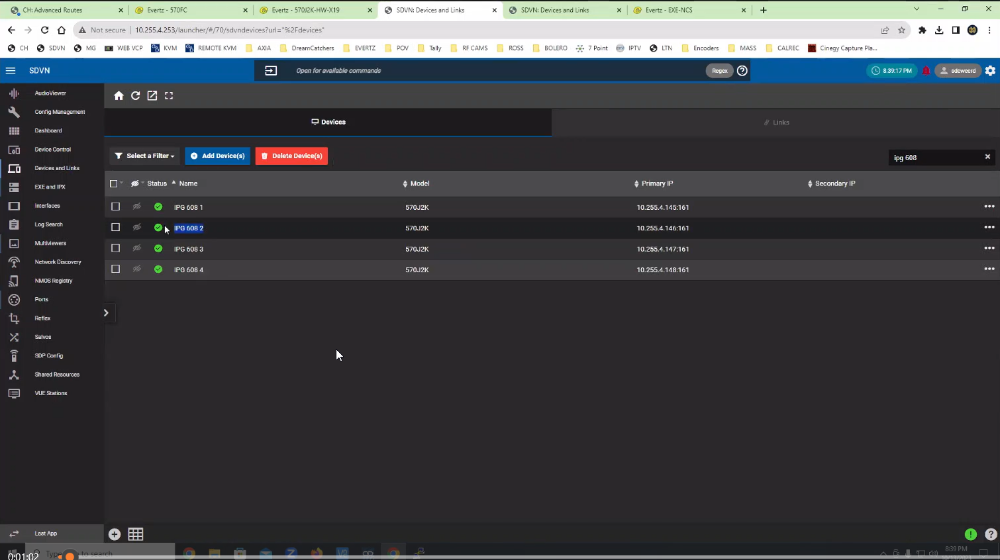 CH: Advanced Routes
Evertz - 570FC
Evertz - 570J2K-HW-X19
SDVN: Devices and Links
SDVN: Devices and Links
Evertz - EXE-NCS
Not secure 10.255.4.253/launcher/#/70/sdvndevices?url="%2Fdevices"
CH SDVN MG WEB VCP KVM REMOTE KVM AXIA DreamCatchers EVERTZ POV Tally RF CAMS ROSS BOLERO 7 Point IPTV LTN Encoders MASS CALREC Cinegy Capture Pla...
SDVN
Open for available commands
Regex
8:39:17 PM
sdeweerd
AudioViewer
Config Management
Dashboard
Device Control
Devices and Links
EXE and IPX
Interfaces
Log Search
Multiviewers
Network Discovery
NMOS Registry
Ports
Reflex
Salvos
SDP Config
Shared Resources
VUE Stations
Last App
Devices
Links
Select a Filter
Add Device(s)
Delete Device(s)
ipg 608
Status Name Model Primary IP Secondary IP
IPG 608 1 570J2K 10.255.4.145:161
IPG 608 2 570J2K 10.255.4.146:161
IPG 608 3 570J2K 10.255.4.147:161
IPG 608 4 570J2K 10.255.4.148:161
0:01:02
to search
8:39 PM